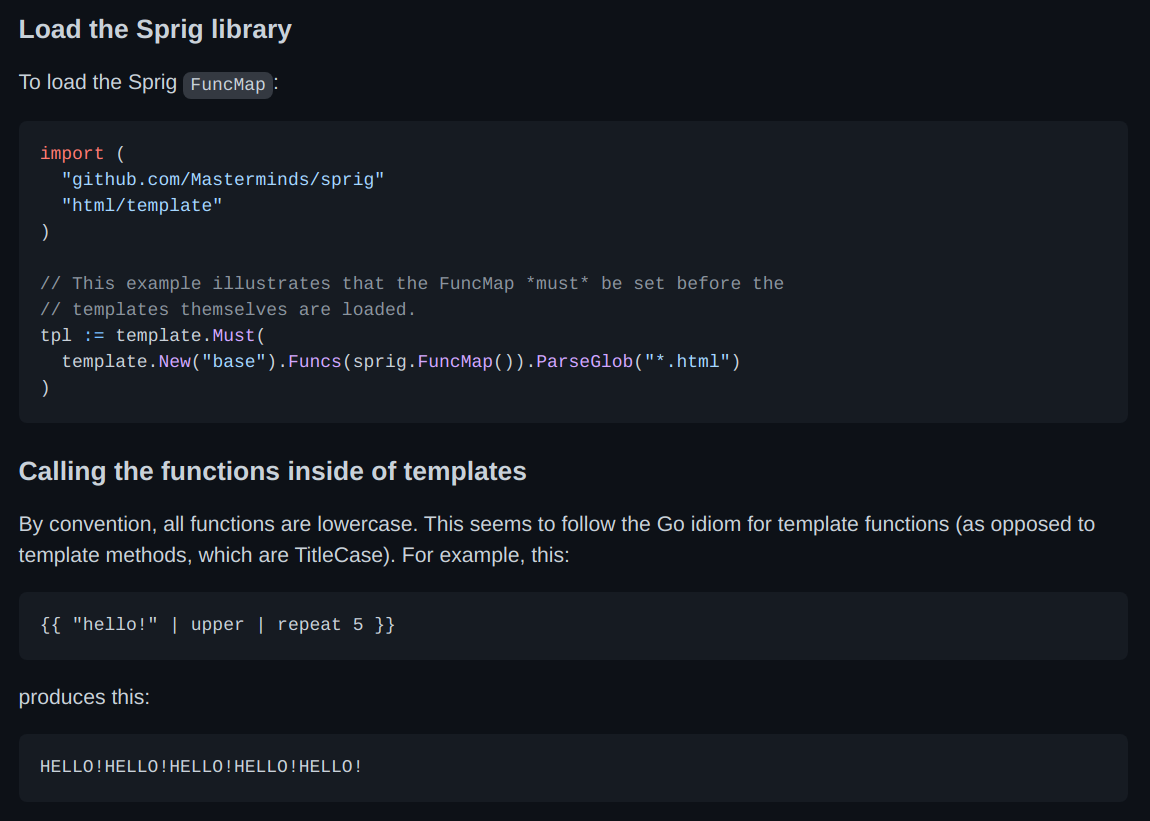 Load the Sprig library
To load the Sprig FuncMap:
import (
  "github.com/Masterminds/sprig"
  "html/template"
)
// This example illustrates that the FuncMap *must* be set before the
// templates themselves are loaded.
tpl := template.Must(
  template.New("base").Funcs(sprig.FuncMap()).ParseGlob("*.html")
)
Calling the functions inside of templates
By convention, all functions are lowercase. This seems to follow the Go idiom for template functions (as opposed to
template methods, which are TitleCase). For example, this:
{{ "hello!" | upper | repeat 5 }}
produces this:
HELLO!HELLO!HELLO!HELLO!HELLO!